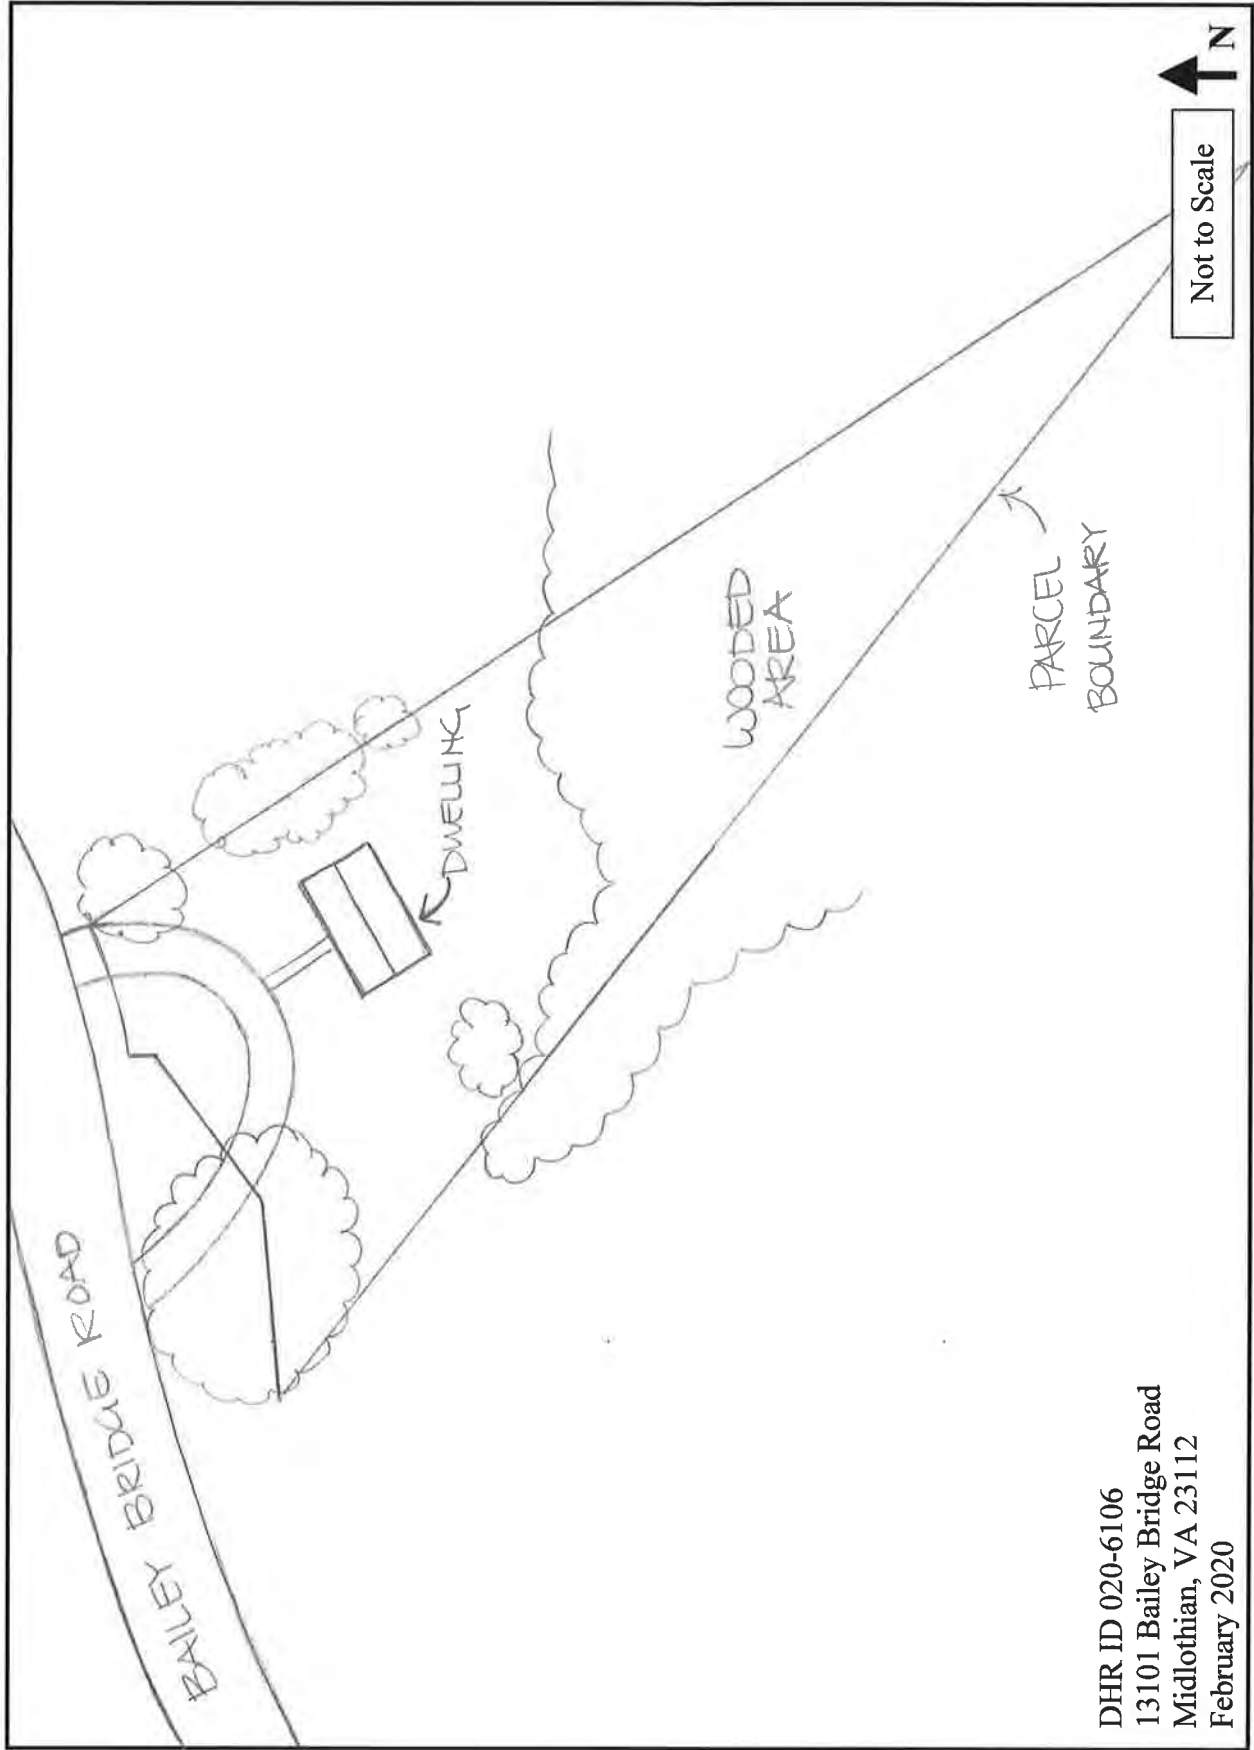 BAILEY BRIDGE ROAD
DWELLING
WOODED
AREA
PARCEL
BOUNDARY
DHR ID 020-6106
13101 Bailey Bridge Road
Midlothian, VA 23112
February 2020
Not to Scale
N